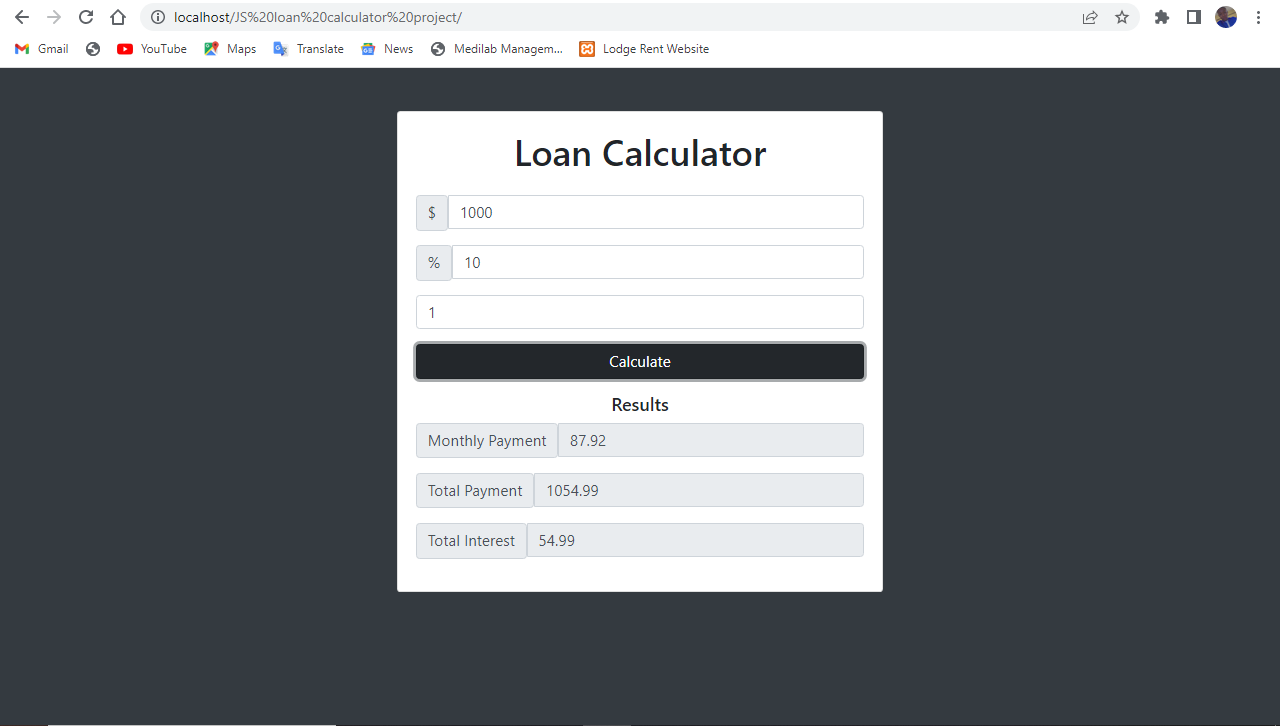 localhost/JS%20loan%20calculator%20project/
Gmail YouTube Maps Translate News Medilab Managem... Lodge Rent Website
Loan Calculator
$ 1000
% 10
1
Calculate
Results
Monthly Payment 87.92
Total Payment 1054.99
Total Interest 54.99